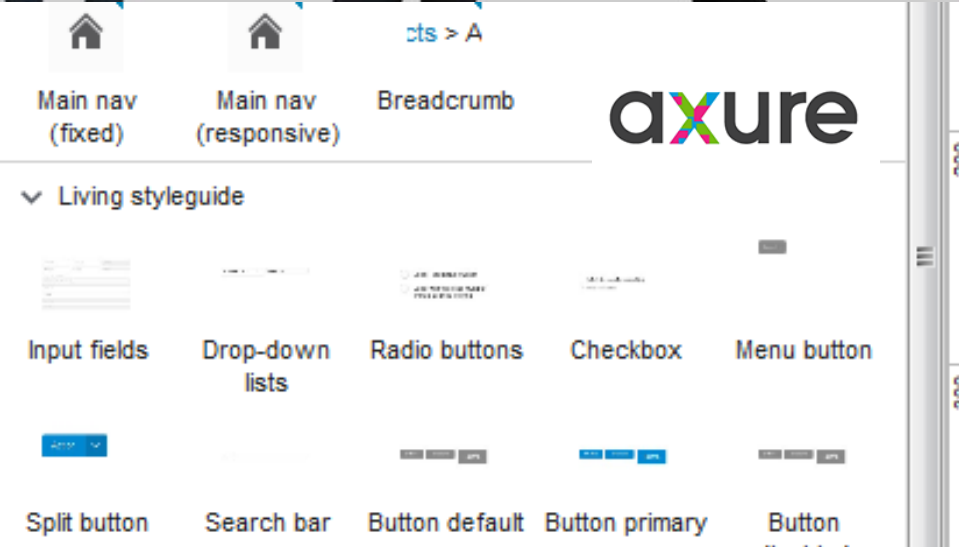 cts > A
Main nav
(fixed)
Main nav
(responsive)
Breadcrumb
axure
Living styleguide
Input fields
Drop-down
lists
Radio buttons
Checkbox
Menu button
Split button
Search bar
Button default
Button primary
Button